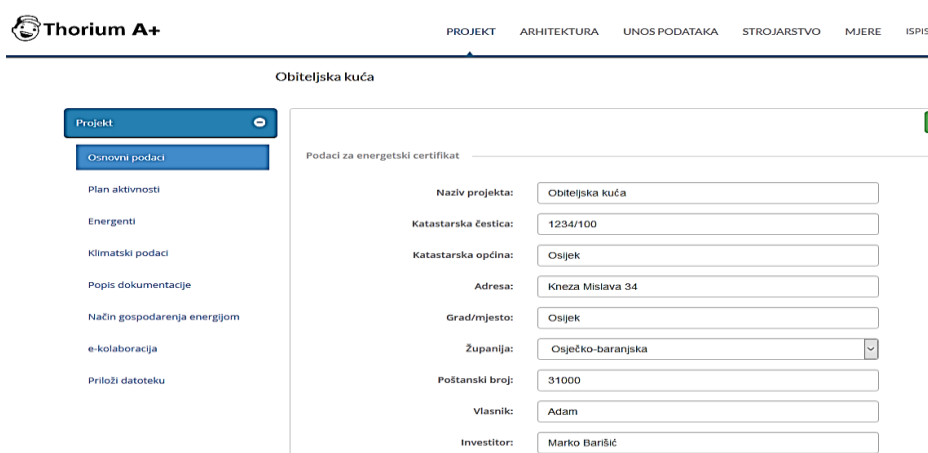 Thorium A+
PROJEKT ARHITEKTURA UNOS PODATAKA STROJARSTVO MJERE ISPIS
Obiteljska kuća
Projekt
Osnovni podaci
Plan aktivnosti
Energenti
Klimatski podaci
Popis dokumentacije
Način gospodarenja energijom
e-kolaboracija
Priloži datoteku
Podaci za energetski certifikat
Naziv projekta: Obiteljska kuća
Katastarska čestica: 1234/100
Katastarska općina: Osijek
Adresa: Kneza Mislava 34
Grad/mjesto: Osijek
Županija: Osječko-baranjska
Poštanski broj: 31000
Vlasnik: Adam
Investitor: Marko Barišić